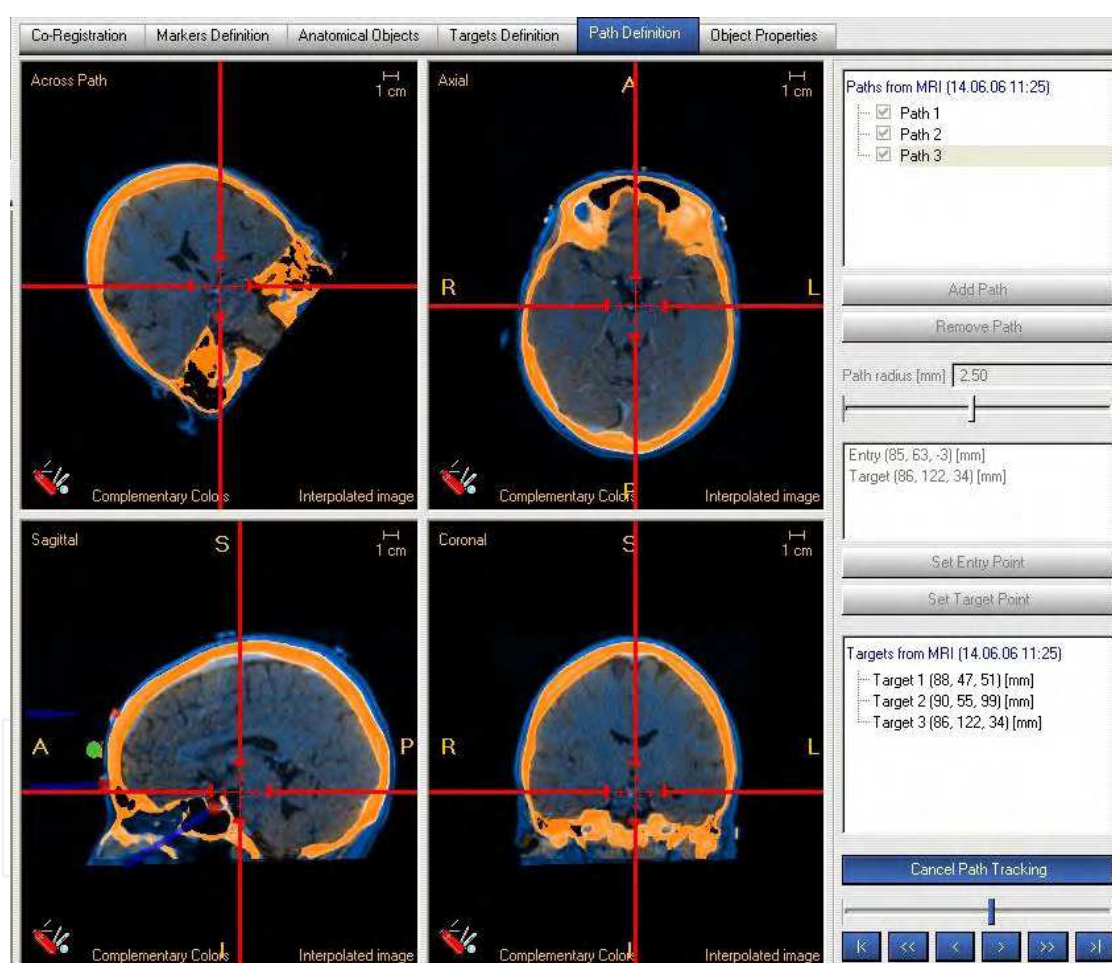 Co-Registration Markers Definition Anatomical Objects Targets Definition Path Definition Object Properties
Across Path
1 cm
Complementary Colors
Interpolated image
Axial
1 cm
A
R
L
P
Complementary Colors
Interpolated image
Sagittal
1 cm
S
A
P
I
Complementary Colors
Interpolated image
Coronal
1 cm
S
R
L
I
Complementary Colors
Interpolated image
Paths from MRI (14.06.06 11:25)
Path 1
Path 2
Path 3
Add Path
Remove Path
Path radius [mm] 2.50
Entry (85, 63, -3) [mm]
Target (86, 122, 34) [mm]
Set Entry Point
Set Target Point
Targets from MRI (14.06.06 11:25)
Target 1 (88, 47, 51) [mm]
Target 2 (90, 55, 99) [mm]
Target 3 (86, 122, 34) [mm]
Cancel Path Tracking
|< << < > >> >|